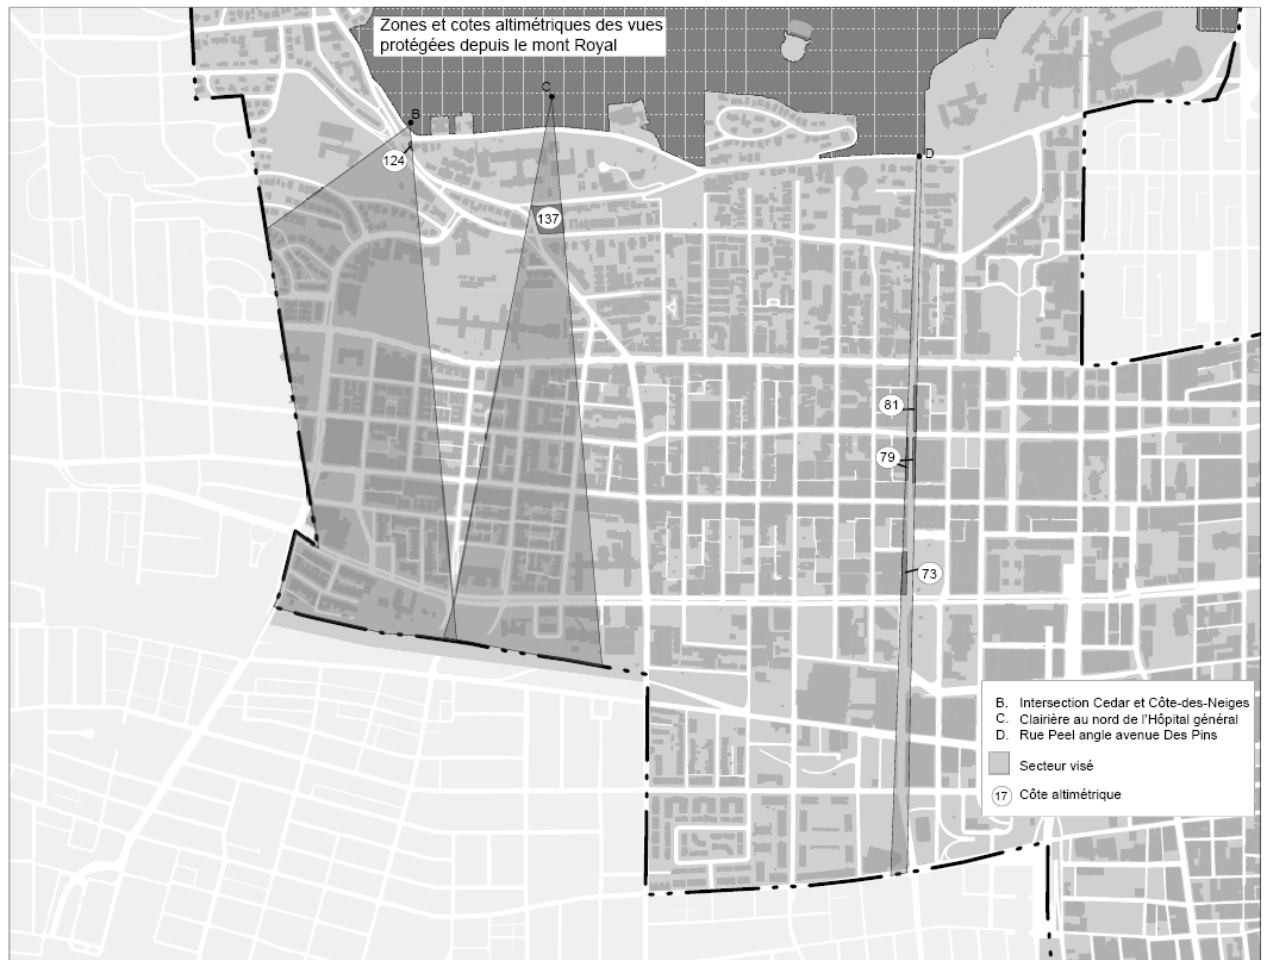 Zones et cotes altimétriques des vues
protégées depuis le mont Royal
C
B
124
D
137
81
79
73
B. Intersection Cedar et Côte-des-Neiges
C. Clairière au nord de l'Hôpital général
D. Rue Peel angle avenue Des Pins
Secteur visé
17 Côte altimétrique